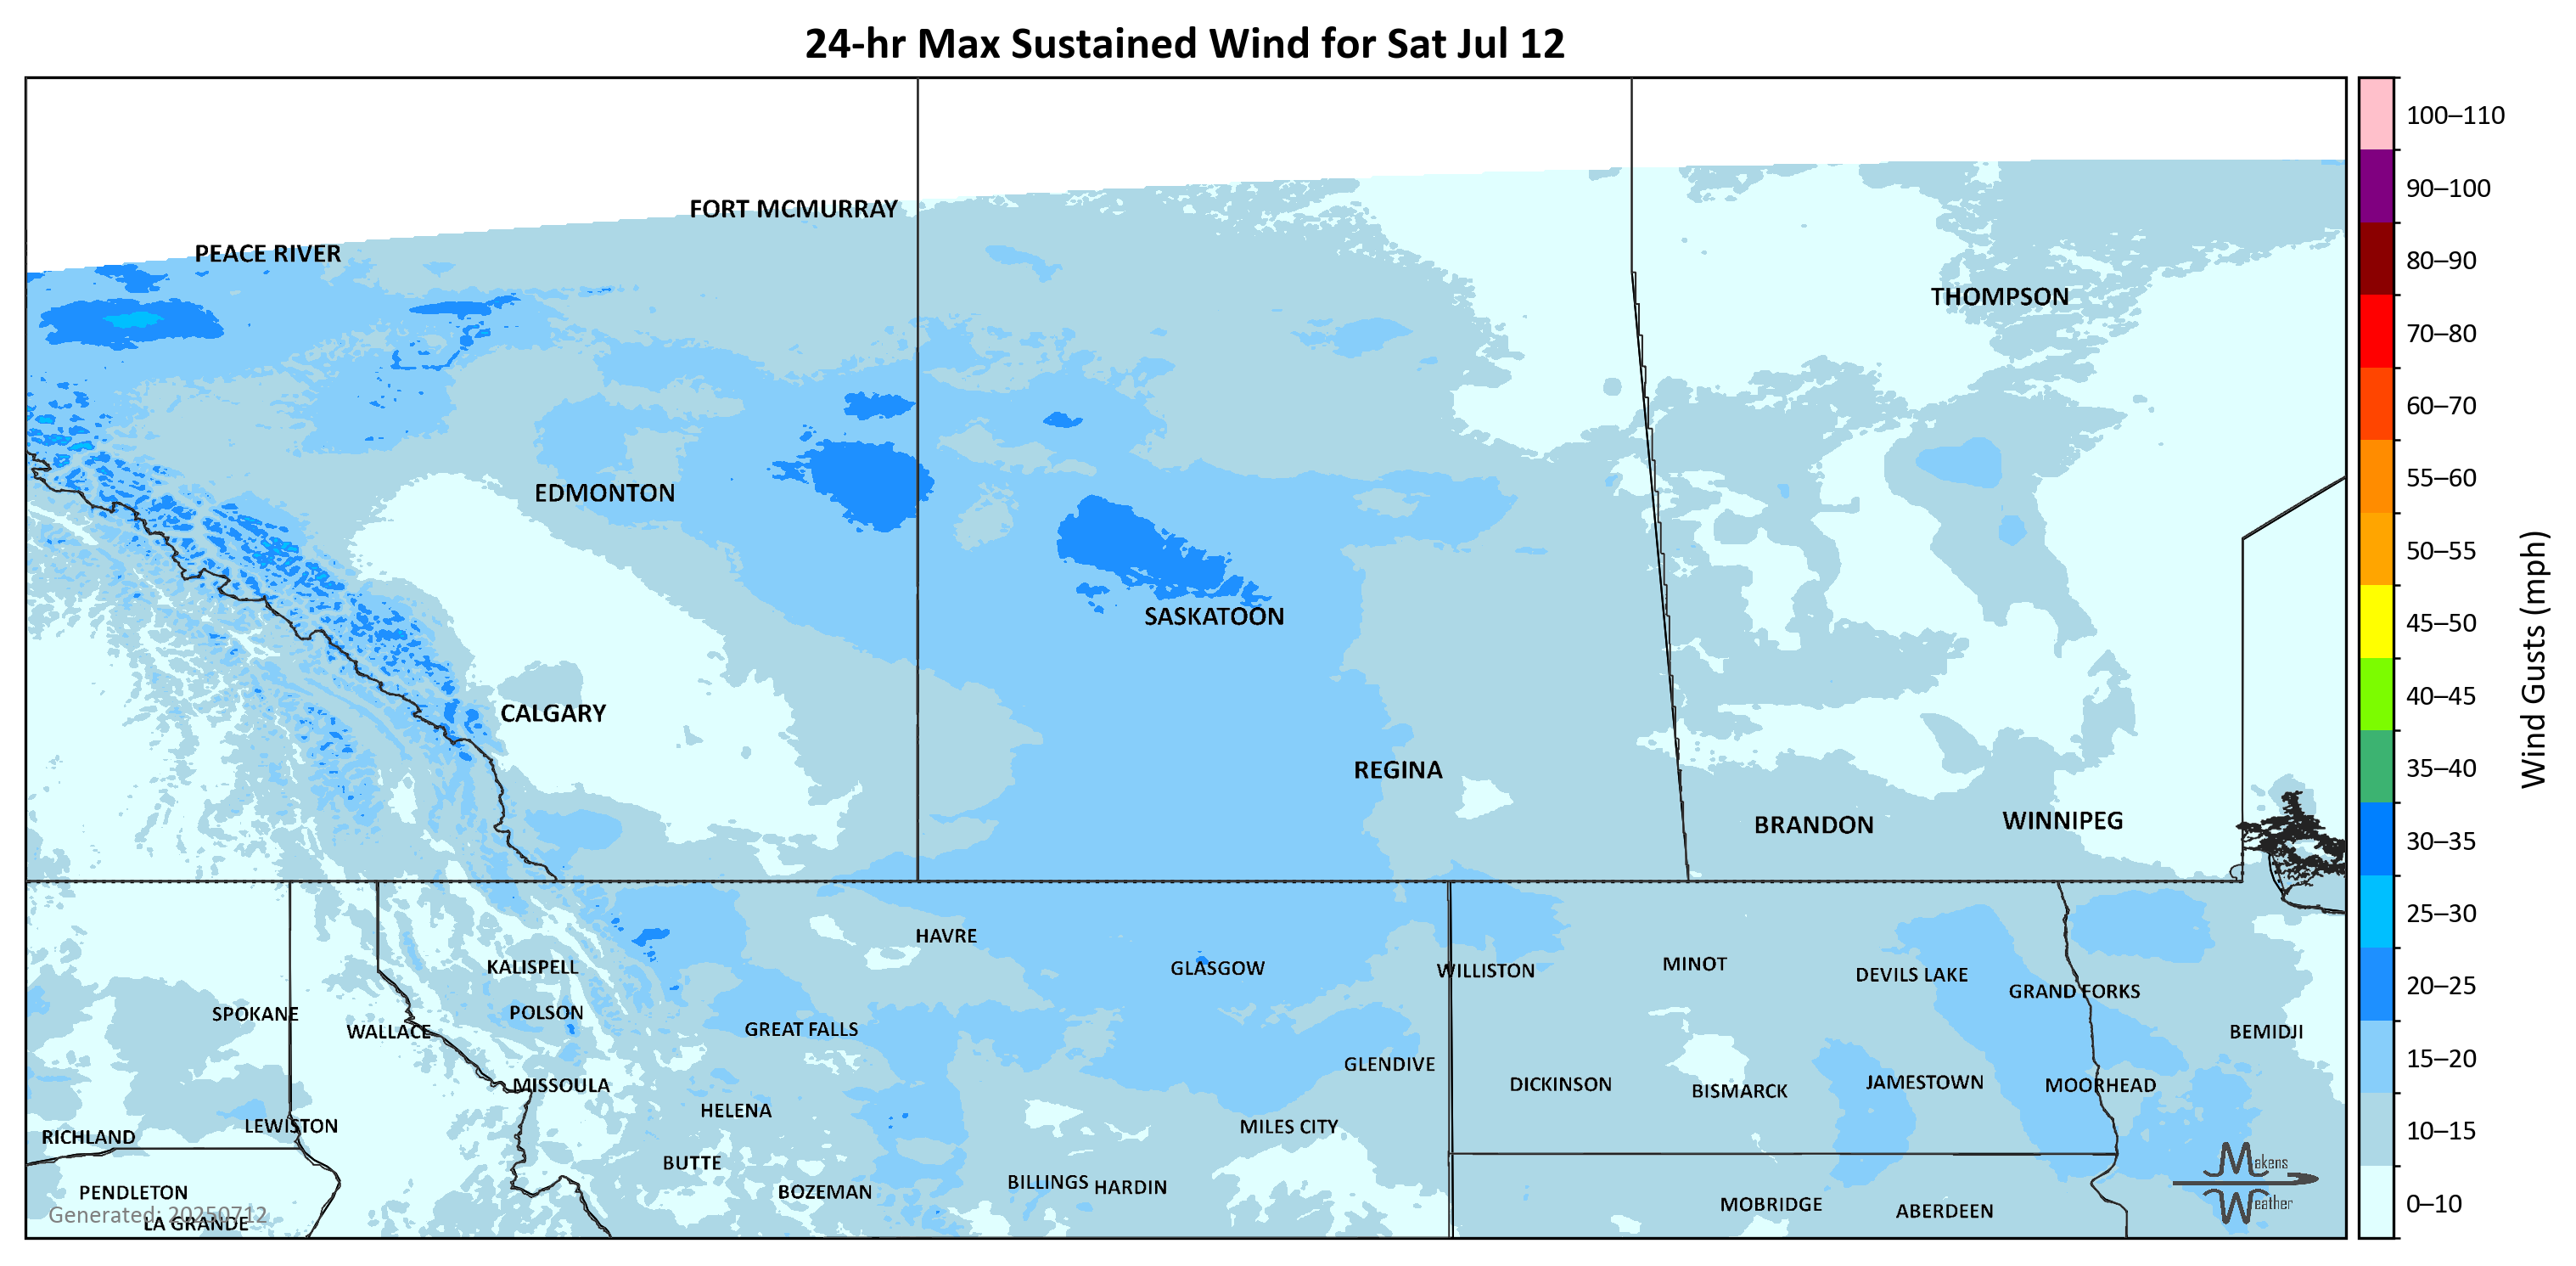 24-hr Max Sustained Wind for Sat Jul 12
100–110
90–100
80–90
70–80
60–70
55–60
50–55
45–50
40–45
35–40
30–35
25–30
20–25
15–20
10–15
0–10
Wind Gusts (mph)
FORT MCMURRAY
PEACE RIVER
THOMPSON
EDMONTON
SASKATOON
CALGARY
REGINA
BRANDON
WINNIPEG
HAVRE
KALISPELL
GLASGOW
WILLISTON
MINOT
DEVILS LAKE
GRAND FORKS
SPOKANE
POLSON
WALLACE
GREAT FALLS
BEMIDJI
GLENDIVE
MISSOULA
DICKINSON
BISMARCK
JAMESTOWN
MOORHEAD
HELENA
LEWISTON
MILES CITY
RICHLAND
BUTTE
PENDLETON
BOZEMAN
BILLINGS
HARDIN
MOBRIDGE
ABERDEEN
Generated: 20250712
LA GRANDE
Makens
Weather